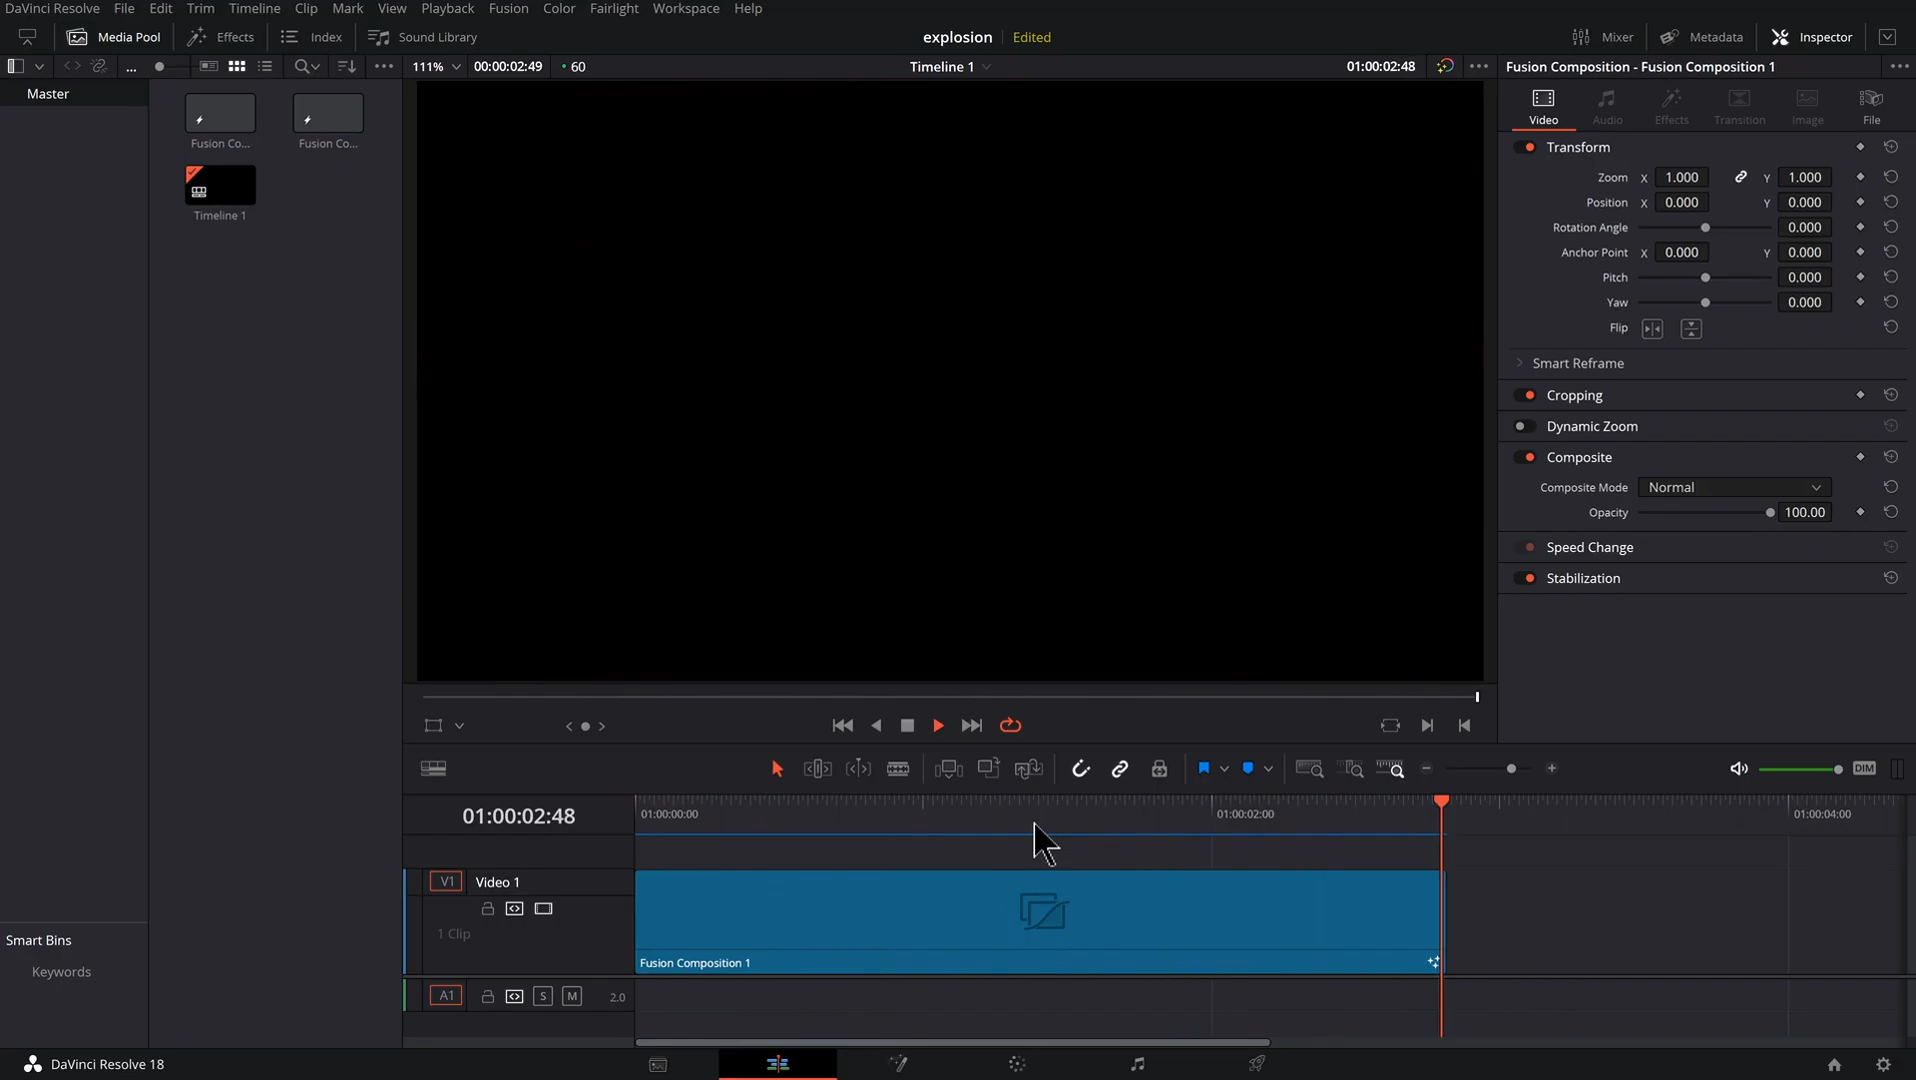 DaVinci Resolve File Edit Trim Timeline Clip Mark View Playback Fusion Color Fairlight Workspace Help
Media Pool Effects Index Sound Library explosion Edited Mixer Metadata Inspector
... 111% 00:00:02:49 60 Timeline 1 01:00:02:48 Fusion Composition - Fusion Composition 1
Master
Fusion Co... Fusion Co...
Timeline 1
Video Audio Effects Transition Image File
Transform
Zoom X 1.000 Y 1.000
Position X 0.000 Y 0.000
Rotation Angle 0.000
Anchor Point X 0.000 Y 0.000
Pitch 0.000
Yaw 0.000
Flip
Smart Reframe
Cropping
Dynamic Zoom
Composite
Composite Mode Normal
Opacity 100.00
Speed Change
Stabilization
DIM
01:00:02:48 01:00:00:00 01:00:02:00 01:00:04:00
V1 Video 1
1 Clip
Fusion Composition 1
A1 S M 2.0
Smart Bins
Keywords
DaVinci Resolve 18